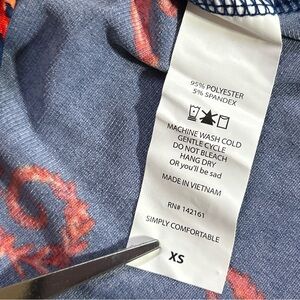 95% POLYESTER
5% SPANDEX
MACHINE WASH COLD
GENTLE CYCLE
DO NOT BLEACH
HANG DRY
OR you'll be sad
MADE IN VIETNAM
RN# 142161
SIMPLY COMFORTABLE
XS